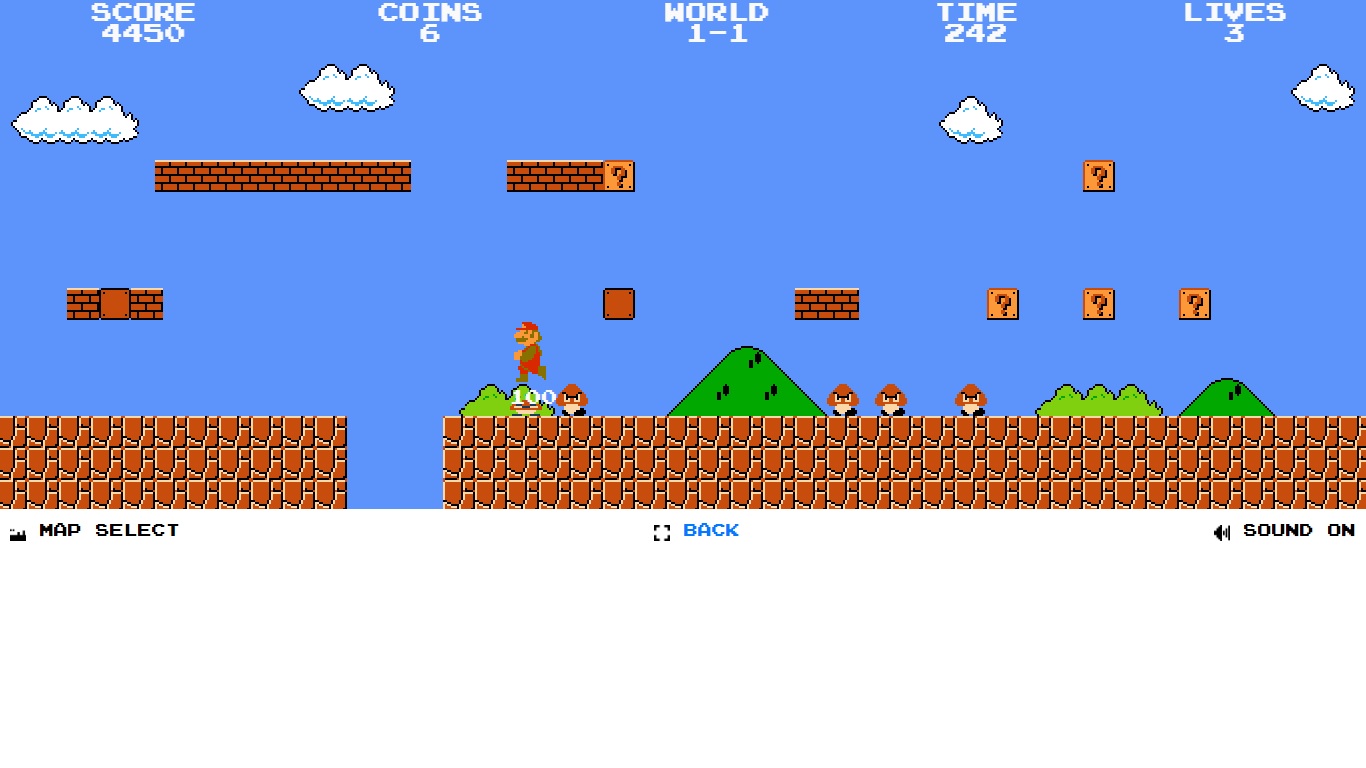 SCORE COINS WORLD TIME LIVES
4450 6 1-1 242 3
? ?
? ? ?
100
MAP SELECT BACK SOUND ON